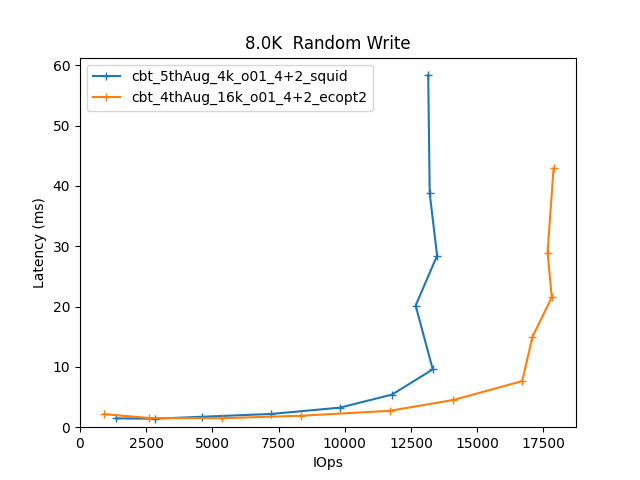 8.0K  Random Write
cbt_5thAug_4k_o01_4+2_squid
cbt_4thAug_16k_o01_4+2_ecopt2
60
50
40
30
20
10
0
Latency (ms)
0 2500 5000 7500 10000 12500 15000 17500
IOps